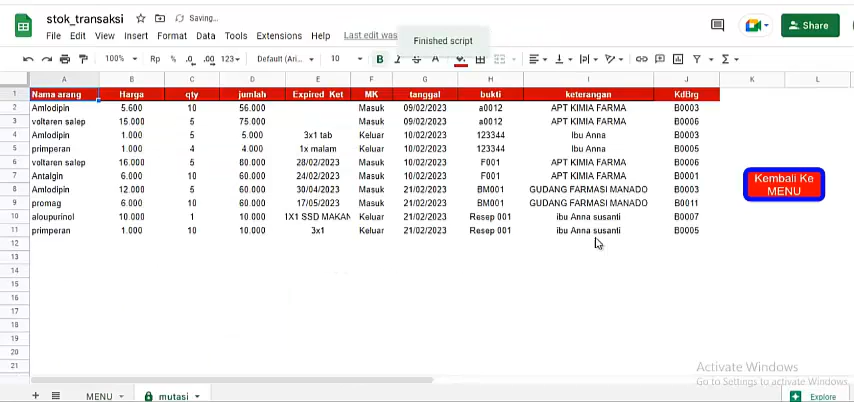 stok_transaksi Saving...
File Edit View Insert Format Data Tools Extensions Help Last edit was
Finished script
Share
100% Rp % .0 .00 123 Default (Ari... 10 B A
A B C D E F G H I J K L
1 Nama arang Harga qty jumlah Expired Ket MK tanggal bukti keterangan KdBrg
2 Amlodipin 5.600 10 56.000 Masuk 09/02/2023 a0012 APT KIMIA FARMA B0003
3 voltaren salep 15.000 5 75.000 Masuk 09/02/2023 a0012 APT KIMIA FARMA B0006
4 Amlodipin 1.000 5 5.000 3x1 tab Keluar 10/02/2023 123344 Ibu Anna B0003
5 primperan 1.000 4 4.000 1x malam Keluar 10/02/2023 123344 Ibu Anna B0005
6 voltaren salep 16.000 5 80.000 28/02/2023 Masuk 10/02/2023 F001 APT KIMIA FARMA B0006
7 Antalgin 6.000 10 60.000 24/02/2023 Masuk 10/02/2023 F001 APT KIMIA FARMA B0001
8 Amlodipin 12.000 5 60.000 30/04/2023 Masuk 21/02/2023 BM001 GUDANG FARMASI MANADO B0003
9 promag 6.000 10 60.000 17/05/2023 Masuk 21/02/2023 BM001 GUDANG FARMASI MANADO B0011
10 aloupurinol 10.000 1 10.000 1X1 SSD MAKAN Keluar 21/02/2023 Resep 001 ibu Anna susanti B0007
11 primperan 1.000 10 10.000 3x1 Keluar 21/02/2023 Resep 001 ibu Anna susanti B0005
12
13
14
15
16
17
18
19
20
21
Kembali Ke
MENU
Activate Windows
Go to Settings to activate Windows.
MENU mutasi Explore